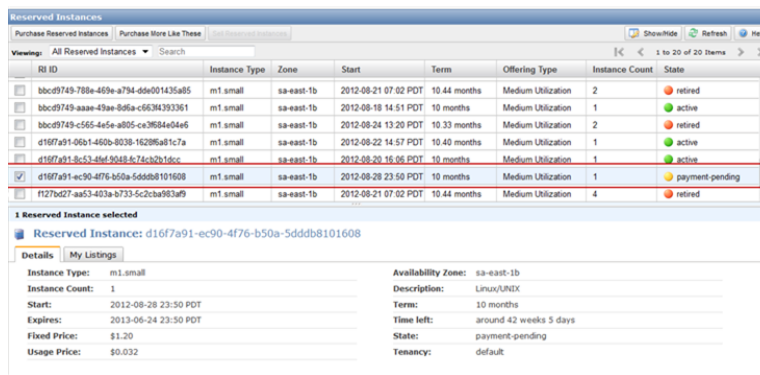 Reserved Instances
Purchase Reserved Instances Purchase More Like These Sell Reserved Instances Show/Hide Refresh He
Viewing: All Reserved Instances Search 1 to 20 of 20 Items
RI ID Instance Type Zone Start Term Offering Type Instance Count State
bbcd9749-788e-469e-a794-dde001435a85 m1.small sa-east-1b 2012-08-21 07:02 PDT 10.44 months Medium Utilization 2 retired
bbcd9749-aaae-49ae-8d6a-c663f4393361 m1.small sa-east-1b 2012-08-18 14:51 PDT 10 months Medium Utilization 1 active
bbcd9749-c565-4e5e-a805-ce3f684e04e6 m1.small sa-east-1b 2012-08-24 13:20 PDT 10.33 months Medium Utilization 2 retired
d16f7a91-06b1-460b-8038-1628f6a81c7a m1.small sa-east-1b 2012-08-22 14:57 PDT 10.40 months Medium Utilization 1 active
d16f7a91-8c53-4fef-9048-fc74cb2b1dcc m1.small sa-east-1b 2012-08-20 16:06 PDT 10 months Medium Utilization 1 active
d16f7a91-ec90-4f76-b50a-5dddb8101608 m1.small sa-east-1b 2012-08-28 23:50 PDT 10 months Medium Utilization 1 payment-pending
f127bd27-aa53-403a-b733-5c2cba983af9 m1.small sa-east-1b 2012-08-21 07:02 PDT 10.44 months Medium Utilization 4 retired
1 Reserved Instance selected
Reserved Instance: d16f7a91-ec90-4f76-b50a-5dddb8101608
Details My Listings
Instance Type: m1.small Availability Zone: sa-east-1b
Instance Count: 1 Description: Linux/UNIX
Start: 2012-08-28 23:50 PDT Term: 10 months
Expires: 2013-06-24 23:50 PDT Time left: around 42 weeks 5 days
Fixed Price: $1.20 State: payment-pending
Usage Price: $0.032 Tenancy: default